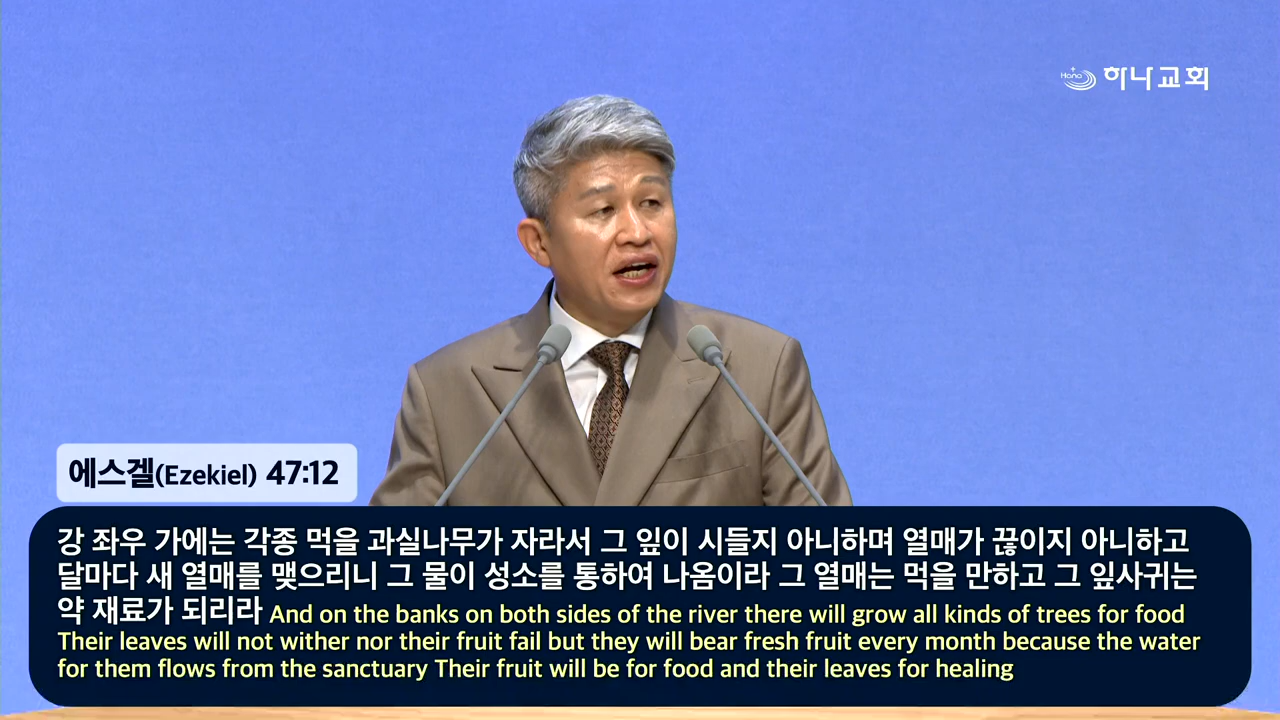 Hana 하나교회
에스겔(Ezekiel) 47:12
강 좌우 가에는 각종 먹을 과실나무가 자라서 그 잎이 시들지 아니하며 열매가 끊이지 아니하고
달마다 새 열매를 맺으리니 그 물이 성소를 통하여 나옴이라 그 열매는 먹을 만하고 그 잎사귀는
약 재료가 되리라 And on the banks on both sides of the river there will grow all kinds of trees for food
Their leaves will not wither nor their fruit fail but they will bear fresh fruit every month because the water
for them flows from the sanctuary Their fruit will be for food and their leaves for healing